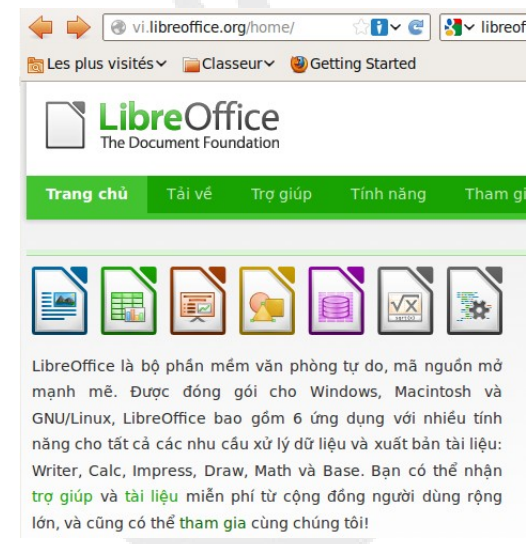 vi.libreoffice.org/home/
libreof
Les plus visités
Classeur
Getting Started
LibreOffice
The Document Foundation
Trang chủ Tải về Trợ giúp Tính năng Tham gi
LibreOffice là bộ phần mềm văn phòng tự do, mã nguồn mở
mạnh mẽ. Được đóng gói cho Windows, Macintosh và
GNU/Linux, LibreOffice bao gồm 6 ứng dụng với nhiều tính
năng cho tất cả các nhu cầu xử lý dữ liệu và xuất bản tài liệu:
Writer, Calc, Impress, Draw, Math và Base. Bạn có thể nhận
trợ giúp và tài liệu miễn phí từ cộng đồng người dùng rộng
lớn, và cũng có thể tham gia cùng chúng tôi!